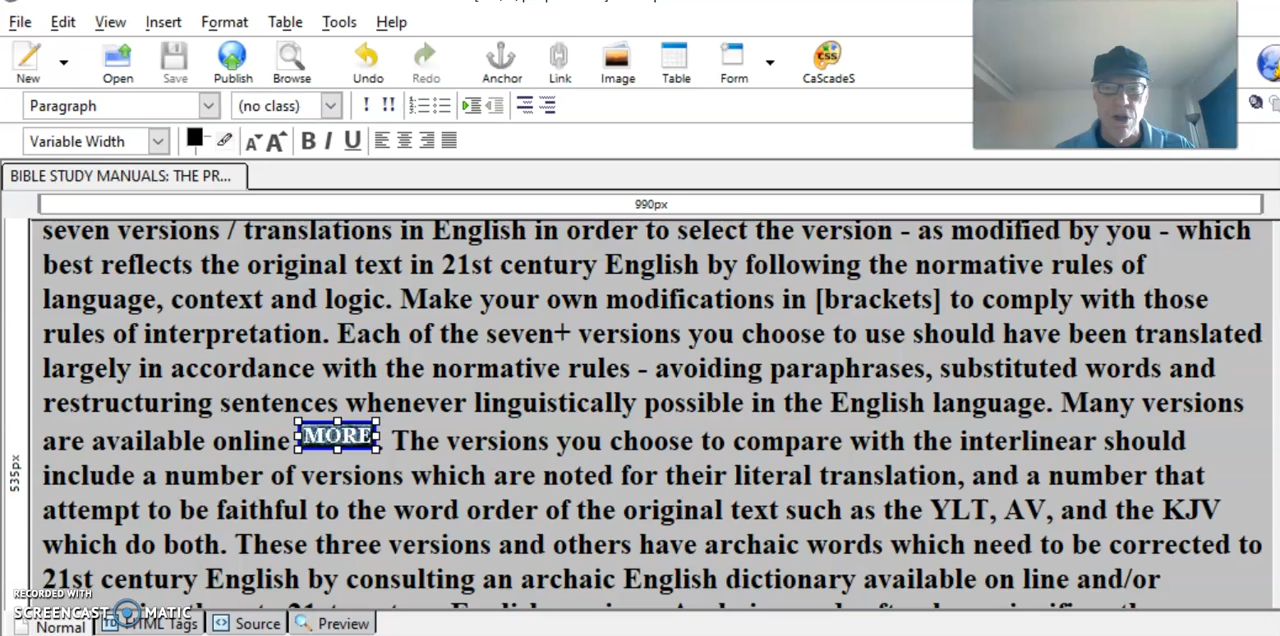 File Edit View Insert Format Table Tools Help
New Open Save Publish Browse Undo Redo Anchor Link Image Table Form CaScadeS
Paragraph (no class) ! !!
Variable Width A A B I U
BIBLE STUDY MANUALS: THE PR...
990px
seven versions / translations in English in order to select the version - as modified by you - which
best reflects the original text in 21st century English by following the normative rules of
language, context and logic. Make your own modifications in [brackets] to comply with those
rules of interpretation. Each of the seven+ versions you choose to use should have been translated
largely in accordance with the normative rules - avoiding paraphrases, substituted words and
restructuring sentences whenever linguistically possible in the English language. Many versions
are available online MORE The versions you choose to compare with the interlinear should
include a number of versions which are noted for their literal translation, and a number that
attempt to be faithful to the word order of the original text such as the YLT, AV, and the KJV
which do both. These three versions and others have archaic words which need to be corrected to
21st century English by consulting an archaic English dictionary available on line and/or
535px
RECORDED WITH
SCREENCAST MATIC
Normal HTML Tags Source Preview